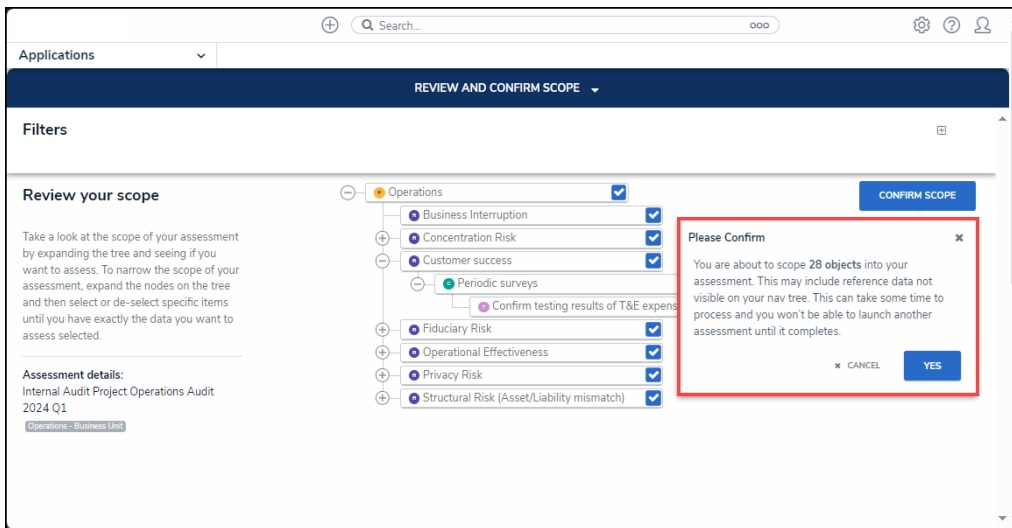 Search...
Applications
REVIEW AND CONFIRM SCOPE
Filters
Review your scope
Take a look at the scope of your assessment
by expanding the tree and seeing if you
want to assess. To narrow the scope of your
assessment, expand the nodes on the tree
and then select or de-select specific items
until you have exactly the data you want to
assess selected.
Assessment details:
Internal Audit Project Operations Audit
2024 Q1
Operations - Business Unit
Operations
R Business Interruption
R Concentration Risk
R Customer success
C Periodic surveys
T Confirm testing results of T&E expens
R Fiduciary Risk
R Operational Effectiveness
R Privacy Risk
R Structural Risk (Asset/Liability mismatch)
CONFIRM SCOPE
Please Confirm
You are about to scope 28 objects into your
assessment. This may include reference data not
visible on your nav tree. This can take some time to
process and you won't be able to launch another
assessment until it completes.
CANCEL
YES